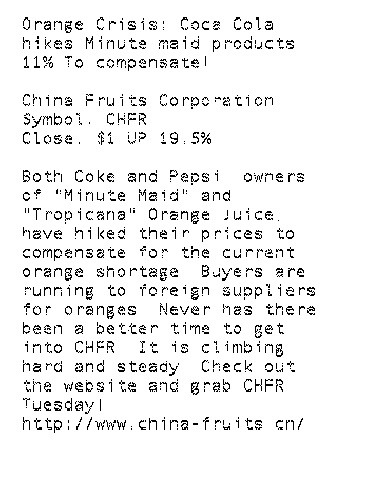 Orange Crisis: Coca Cola
hikes Minute maid products
11% To compensate!
China Fruits Corporation
Symbol. CHFR
Close. $1 UP 19.5%
Both Coke and Pepsi owners
of "Minute Maid" and
"Tropicana" Orange Juice,
have hiked their prices to
compensate for the current
orange shortage Buyers are
running to foreign suppliers
for oranges Never has there
been a better time to get
into CHFR It is climbing
hard and steady Check out
the website and grab CHFR
Tuesday!
http://www.china-fruits cn/